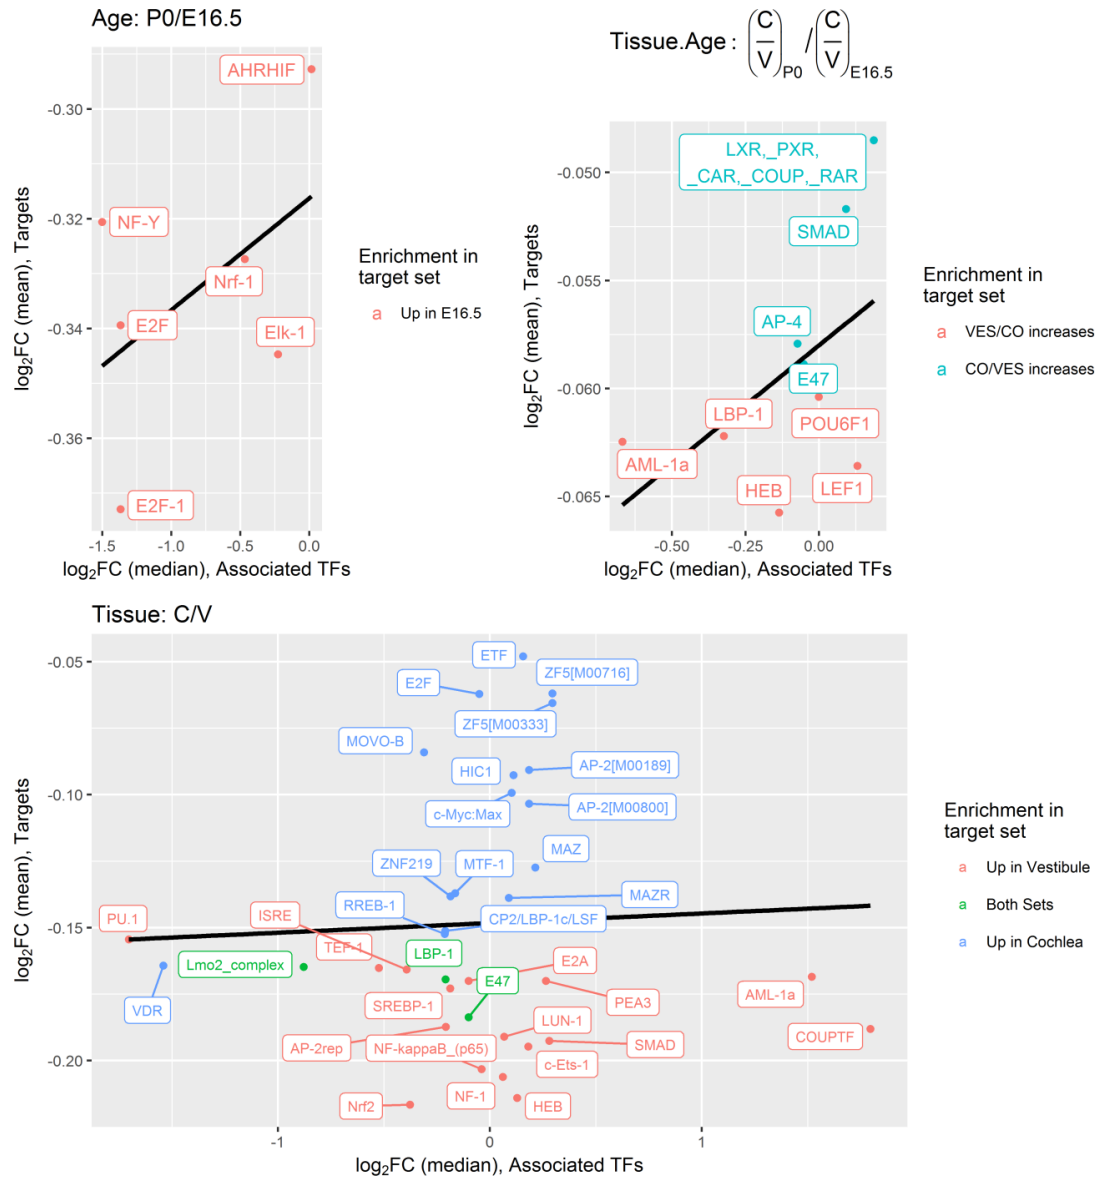 Age: P0/E16.5
log2FC (mean), Targets
-0.30
-0.32
-0.34
-0.36
AHRHIF
NF-Y
Nrf-1
E2F
Elk-1
E2F-1
-1.5 -1.0 -0.5 0.0
log2FC (median), Associated TFs
Enrichment in
target set
a Up in E16.5
Tissue.Age : (C/V)P0 / (C/V)E16.5
log2FC (mean), Targets
-0.050
-0.055
-0.060
-0.065
LXR,_PXR,
_CAR,_COUP,_RAR
SMAD
AP-4
E47
LBP-1
POU6F1
AML-1a
HEB
LEF1
-0.50 -0.25 0.00
log2FC (median), Associated TFs
Enrichment in
target set
a VES/CO increases
a CO/VES increases
Tissue: C/V
log2FC (mean), Targets
-0.05
-0.10
-0.15
-0.20
ETF
E2F
ZF5[M00716]
ZF5[M00333]
MOVO-B
HIC1
AP-2[M00189]
c-Myc:Max
AP-2[M00800]
MAZ
ZNF219
MTF-1
MAZR
RREB-1
CP2/LBP-1c/LSF
PU.1
ISRE
TEF-1
LBP-1
Lmo2_complex
E2A
E47
VDR
SREBP-1
PEA3
AML-1a
LUN-1
COUPTF
AP-2rep
NF-kappaB_(p65)
SMAD
c-Ets-1
NF-1
Nrf2
HEB
-1 0 1
log2FC (median), Associated TFs
Enrichment in
target set
a Up in Vestibule
a Both Sets
a Up in Cochlea